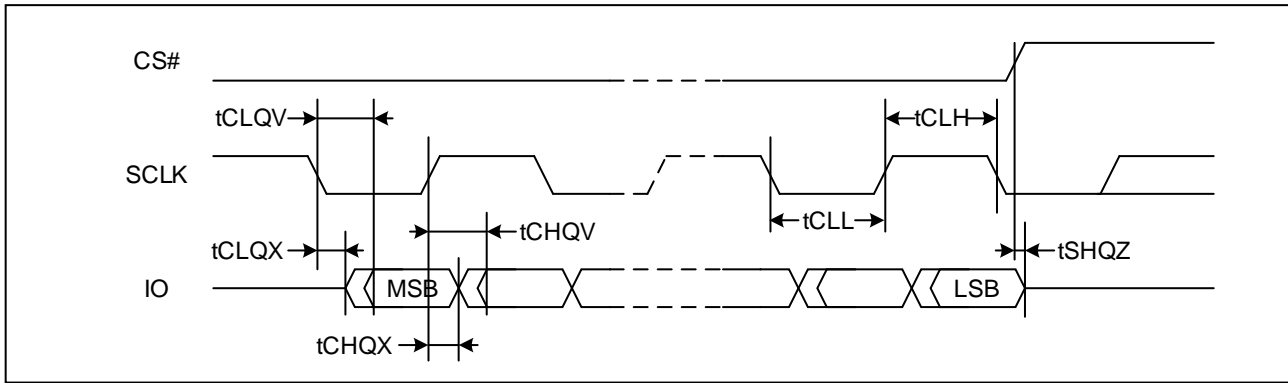 CS#
tCLQV
tCLH
SCLK
tCLL
tCHQV
tCLQX
tSHQZ
IO
MSB
LSB
tCHQX